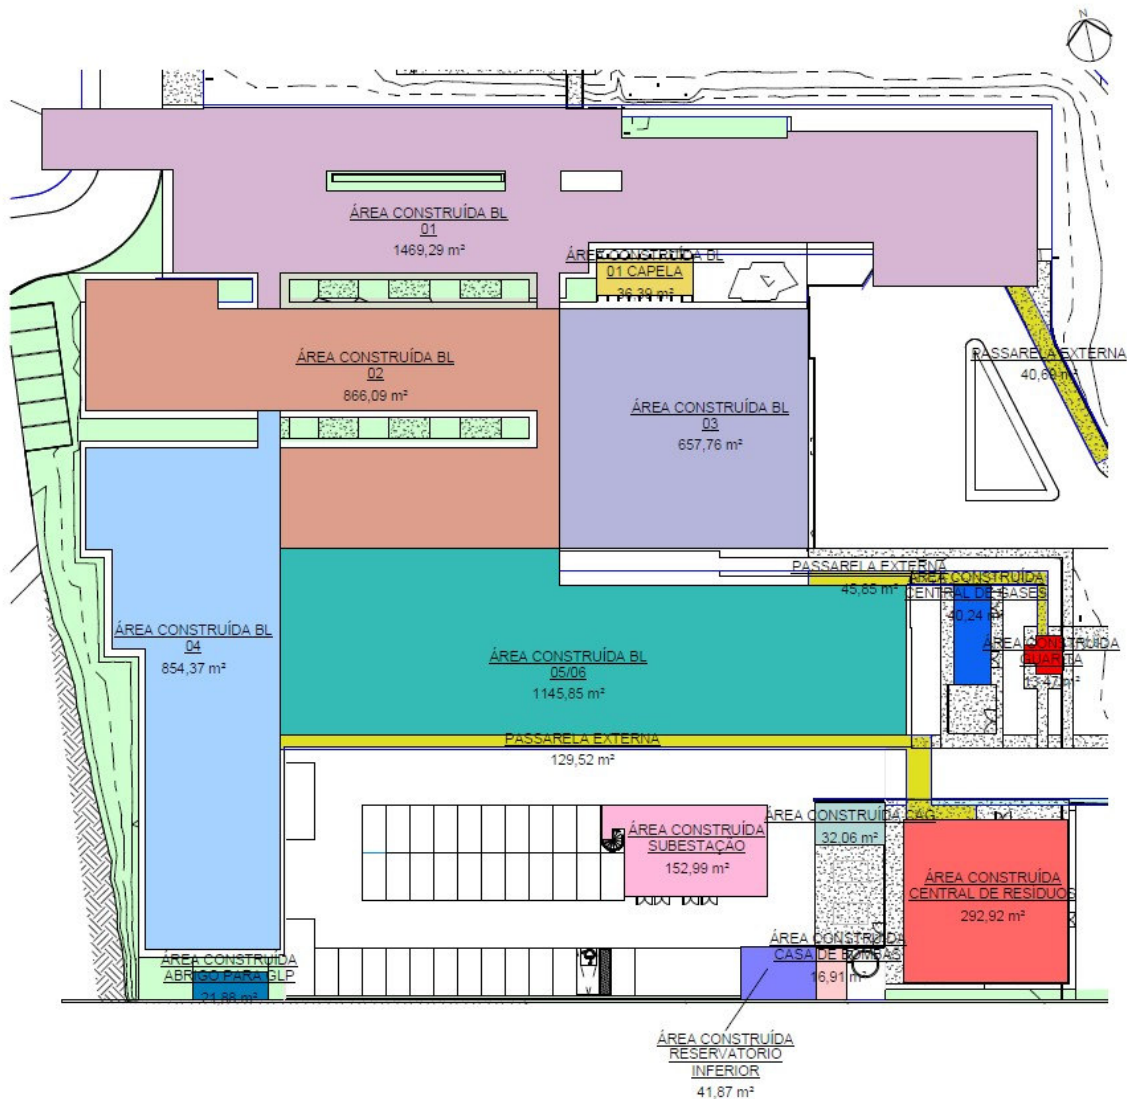 N
ÁREA CONSTRUÍDA BL
01
1469,29 m²
ÁREA CONSTRUÍDA BL
01 CAPELA
36,39 m²
ÁREA CONSTRUÍDA BL
02
866,09 m²
PASSARELA EXTERNA
40,69 m²
ÁREA CONSTRUÍDA BL
03
657,76 m²
PASSARELA EXTERNA
45,85 m²
ÁREA CONSTRUÍDA
CENTRAL DE GASES
40,24 m²
ÁREA CONSTRUÍDA BL
04
854,37 m²
ÁREA CONSTRUÍDA BL
05/06
1145,85 m²
ÁREA CONSTRUÍDA
GUARITA
13,47 m²
PASSARELA EXTERNA
129,52 m²
ÁREA CONSTRUÍDA CAG
32,06 m²
ÁREA CONSTRUÍDA
SUBESTAÇÃO
152,99 m²
ÁREA CONSTRUÍDA
CENTRAL DE RESÍDUOS
292,92 m²
ÁREA CONSTRUÍDA
CASA DE BOMBAS
16,91 m²
ÁREA CONSTRUÍDA
ABRIGO PARA GLP
21,88 m²
ÁREA CONSTRUÍDA
RESERVATÓRIO
INFERIOR
41,87 m²